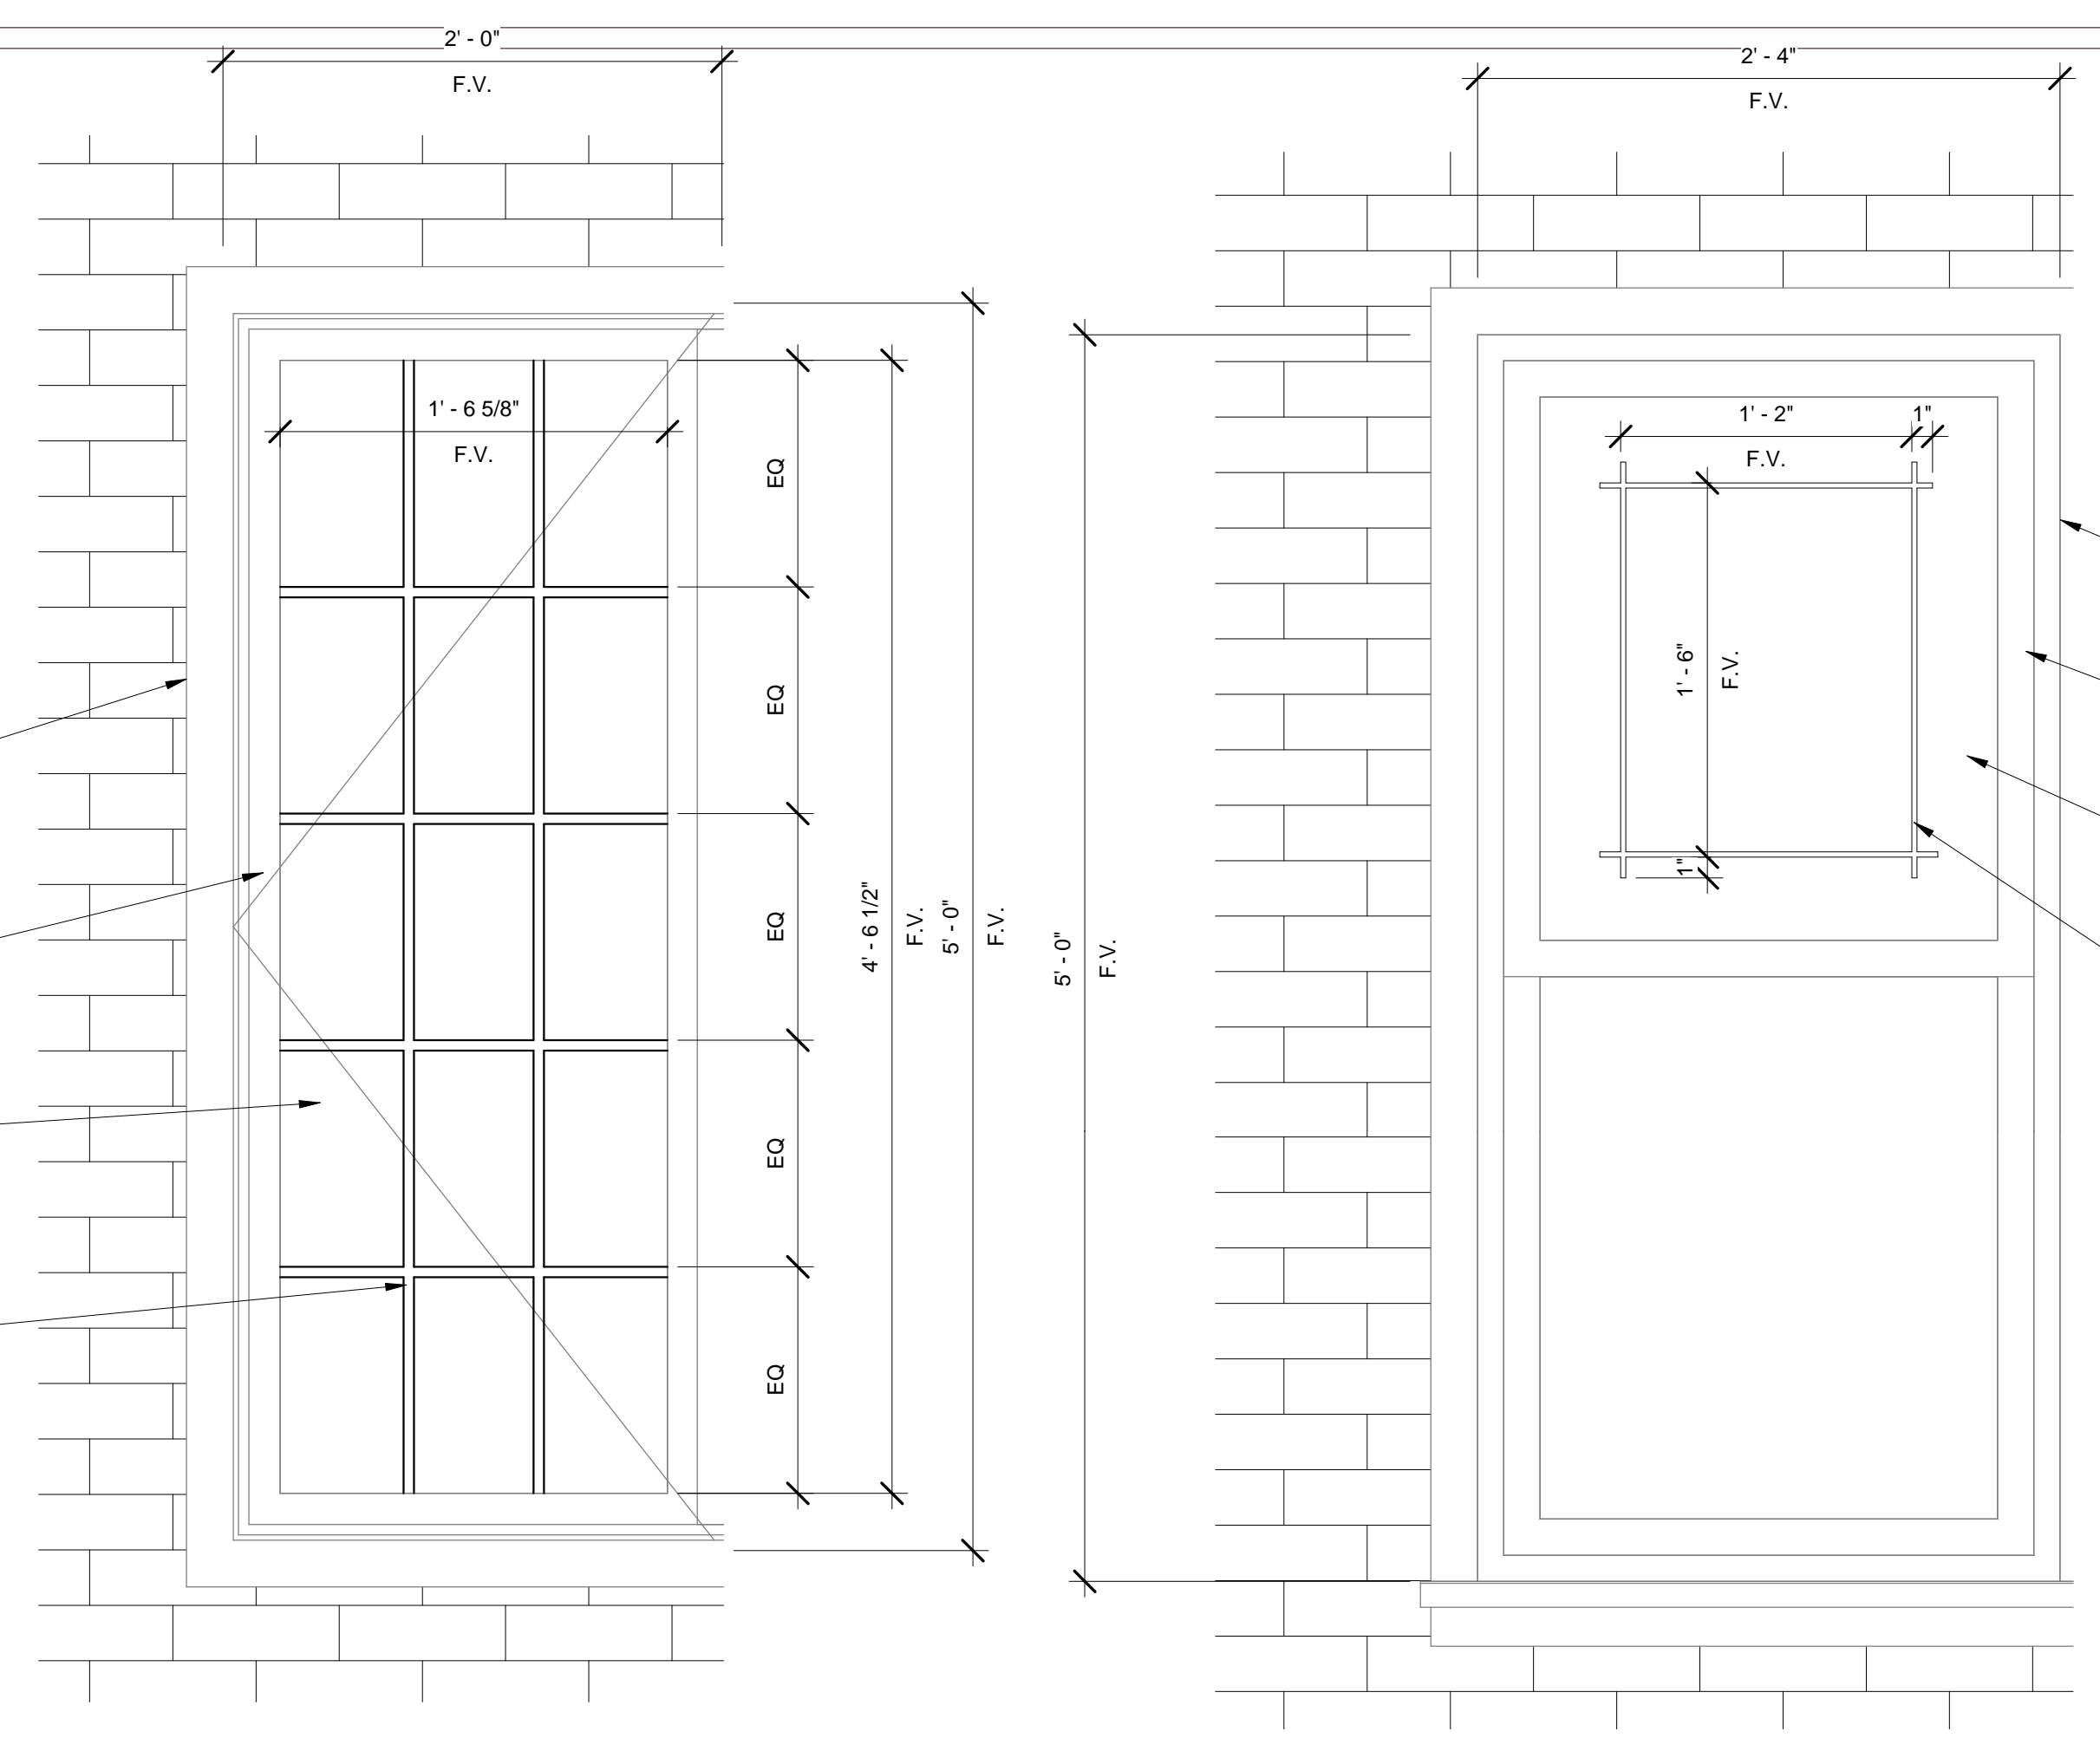 2' - 0"
F.V.
2' - 4"
F.V.
1' - 6 5/8"
F.V.
EQ
EQ
EQ
EQ
EQ
4' - 6 1/2"
F.V.
5' - 0"
F.V.
5' - 0"
F.V.
1' - 2"
1"
F.V.
1' - 6"
F.V.
1"